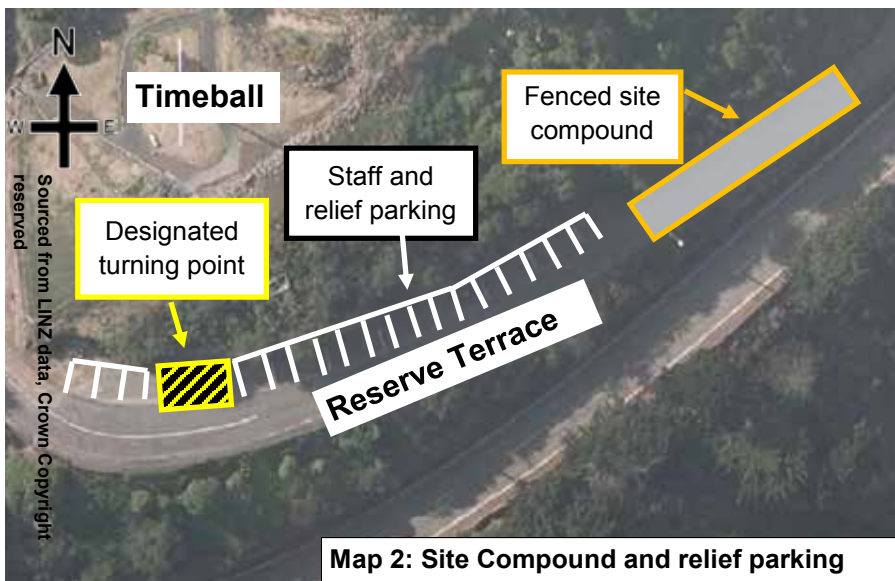 N
W E
Timeball
Fenced site
compound
Staff and
relief parking
Designated
turning point
Reserve Terrace
Sourced from LINZ data, Crown Copyright
reserved
Map 2: Site Compound and relief parking